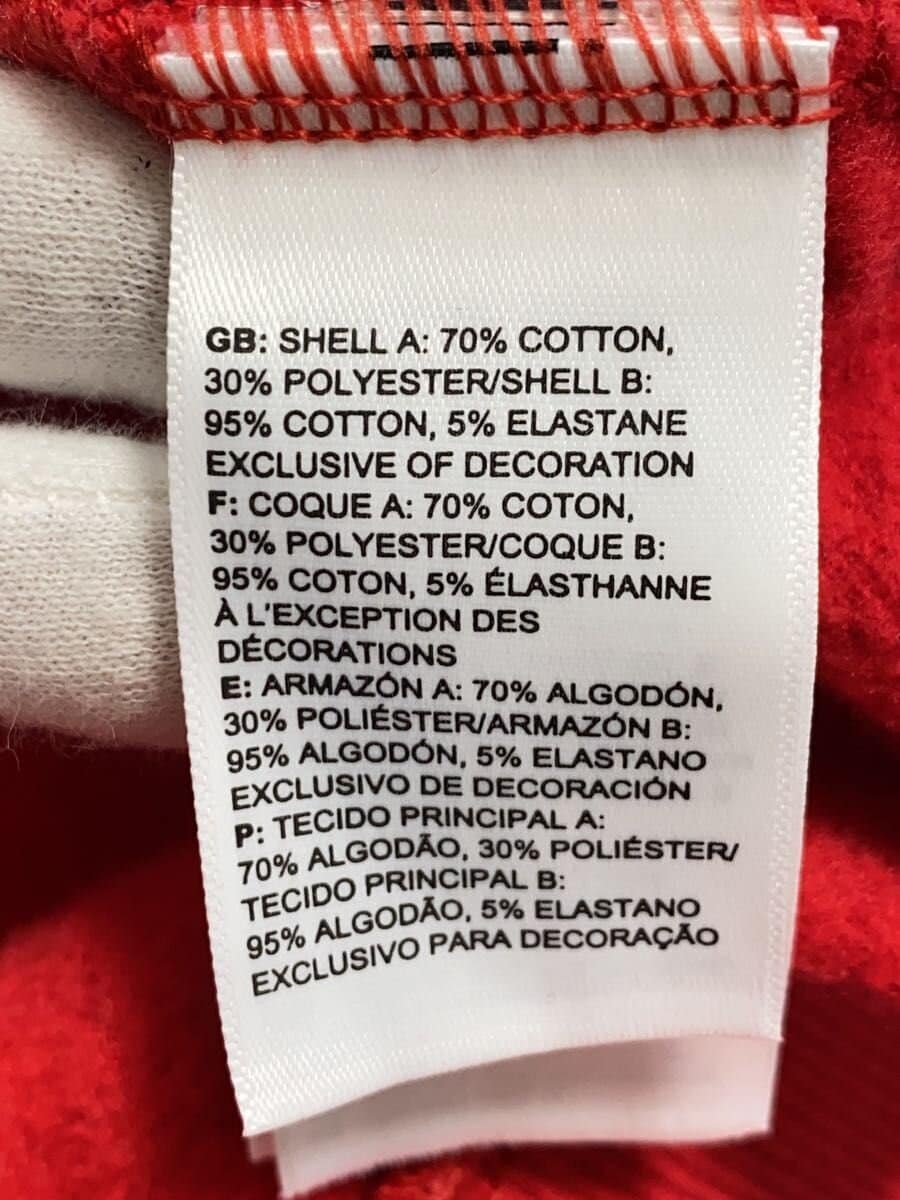 GB: SHELL A: 70% COTTON,
30% POLYESTER/SHELL B:
95% COTTON, 5% ELASTANE
EXCLUSIVE OF DECORATION
F: COQUE A: 70% COTON,
30% POLYESTER/COQUE B:
95% COTON, 5% ÉLASTHANNE
À L'EXCEPTION DES
DÉCORATIONS
E: ARMAZÓN A: 70% ALGODÓN,
30% POLIÉSTER/ARMAZÓN B:
95% ALGODÓN, 5% ELASTANO
EXCLUSIVO DE DECORACIÓN
P: TECIDO PRINCIPAL A:
70% ALGODÃO, 30% POLIÉSTER/
TECIDO PRINCIPAL B:
95% ALGODÃO, 5% ELASTANO
EXCLUSIVO PARA DECORAÇÃO